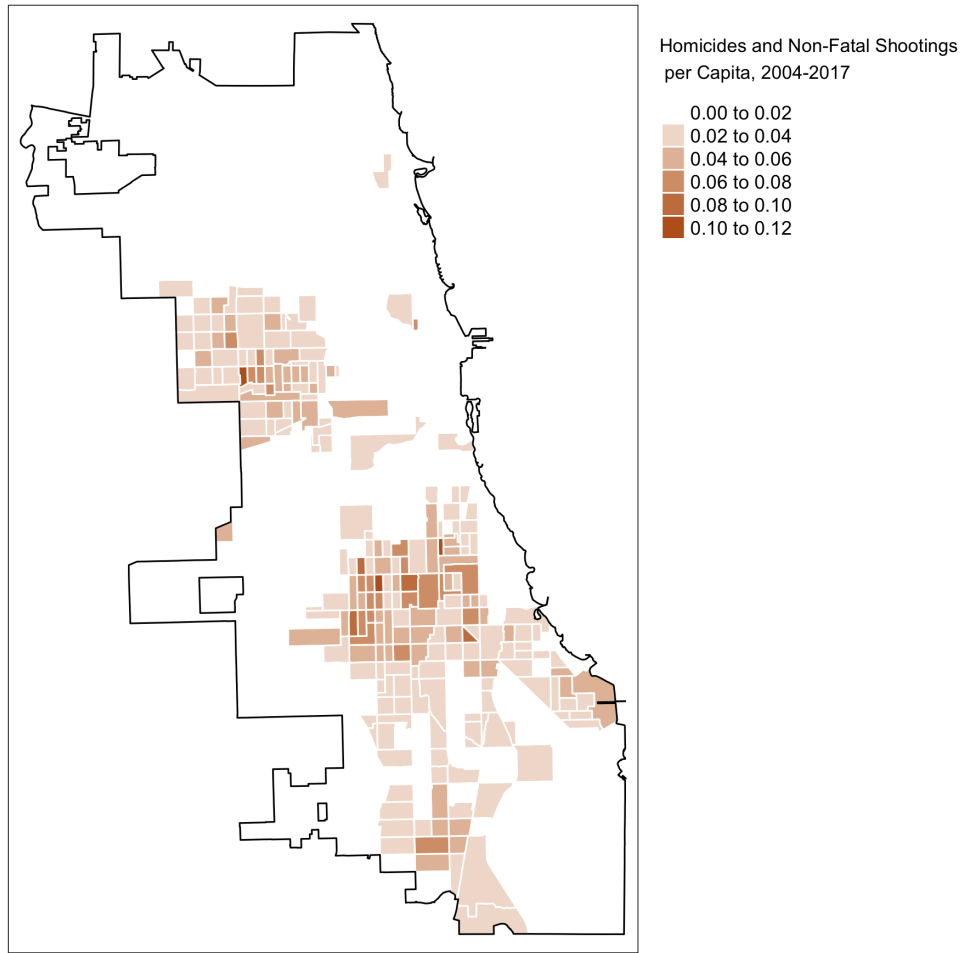 Homicides and Non-Fatal Shootings
per Capita, 2004-2017
0.00 to 0.02
0.02 to 0.04
0.04 to 0.06
0.06 to 0.08
0.08 to 0.10
0.10 to 0.12